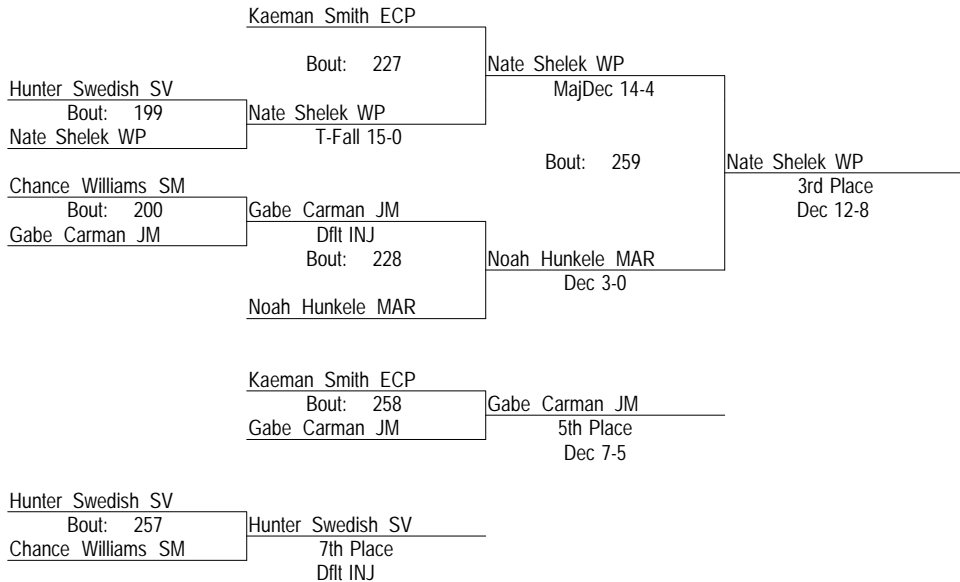 Kaeman Smith ECP
Bout: 227
Nate Shelek WP
MajDec 14-4
Hunter Swedish SV
Bout: 199
Nate Shelek WP
Nate Shelek WP
T-Fall 15-0
Bout: 259
Nate Shelek WP
3rd Place
Dec 12-8
Chance Williams SM
Bout: 200
Gabe Carman JM
Gabe Carman JM
Dflt INJ
Bout: 228
Noah Hunkele MAR
Dec 3-0
Noah Hunkele MAR
Kaeman Smith ECP
Bout: 258
Gabe Carman JM
Gabe Carman JM
5th Place
Dec 7-5
Hunter Swedish SV
Bout: 257
Chance Williams SM
Hunter Swedish SV
7th Place
Dflt INJ